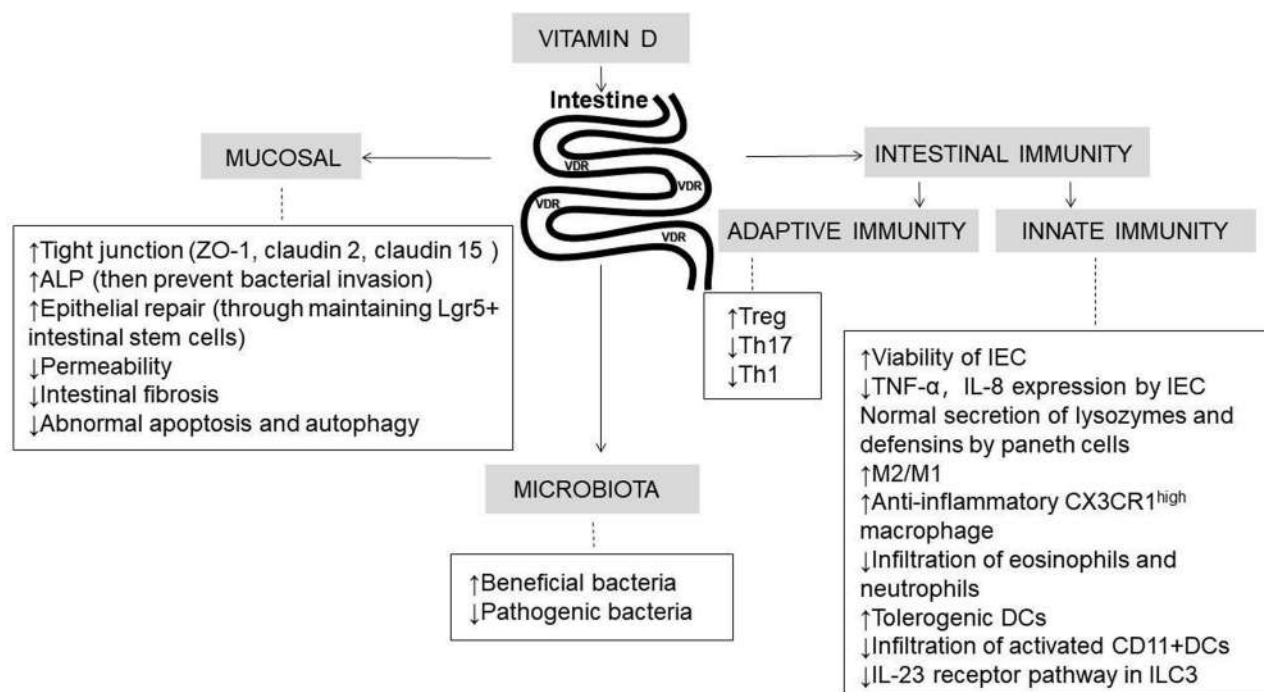 VITAMIN D
Intestine
VDR
VDR
VDR
VDR
MUCOSAL
↑Tight junction (ZO-1, claudin 2, claudin 15 )
↑ALP (then prevent bacterial invasion)
↑Epithelial repair (through maintaining Lgr5+
intestinal stem cells)
↓Permeability
↓Intestinal fibrosis
↓Abnormal apoptosis and autophagy
MICROBIOTA
↑Beneficial bacteria
↓Pathogenic bacteria
INTESTINAL IMMUNITY
ADAPTIVE IMMUNITY
↑Treg
↓Th17
↓Th1
INNATE IMMUNITY
↑Viability of IEC
↓TNF-α，IL-8 expression by IEC
Normal secretion of lysozymes and
defensins by paneth cells
↑M2/M1
↑Anti-inflammatory CX3CR1high
macrophage
↓Infiltration of eosinophils and
neutrophils
↑Tolerogenic DCs
↓Infiltration of activated CD11+DCs
↓IL-23 receptor pathway in ILC3